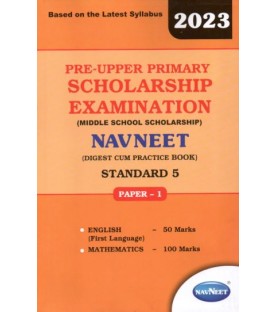 Based on the Latest Syllabus
2023
PRE-UPPER PRIMARY
SCHOLARSHIP
EXAMINATION
(MIDDLE SCHOOL SCHOLARSHIP)
NAVNEET
(DIGEST CUM PRACTICE BOOK)
STANDARD 5
PAPER – 1
• ENGLISH – 50 Marks
(First Language)
• MATHEMATICS – 100 Marks
NAVNEET